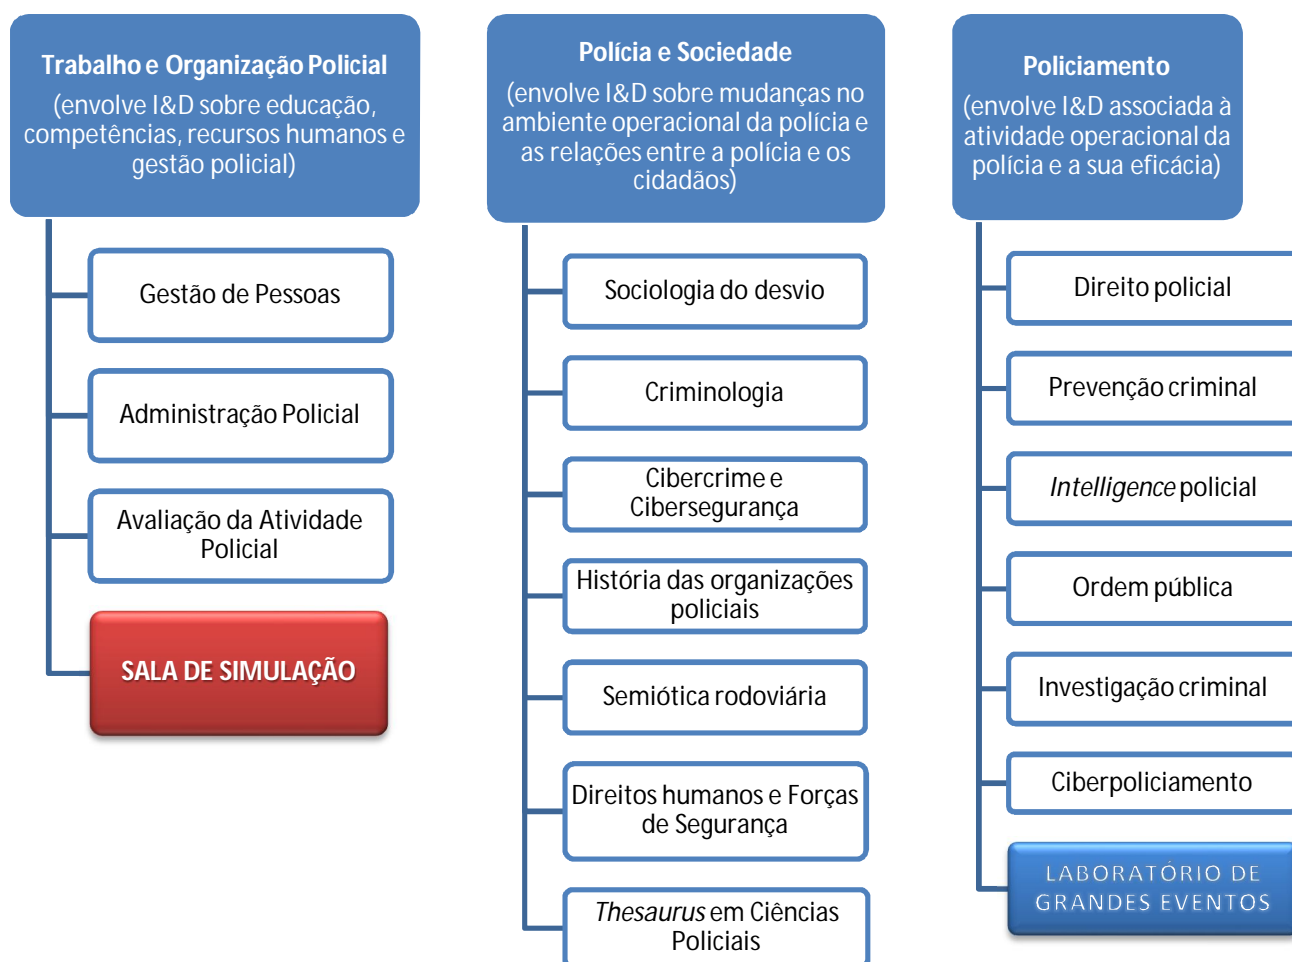 Trabalho e Organização Policial
(envolve I&D sobre educação,
competências, recursos humanos e
gestão policial)
Gestão de Pessoas
Administração Policial
Avaliação da Atividade
Policial
SALA DE SIMULAÇÃO
Polícia e Sociedade
(envolve I&D sobre mudanças no
ambiente operacional da polícia e
as relações entre a polícia e os
cidadãos)
Sociologia do desvio
Criminologia
Cibercrime e
Cibersegurança
História das organizações
policiais
Semiótica rodoviária
Direitos humanos e Forças
de Segurança
Thesaurus em Ciências
Policiais
Policiamento
(envolve I&D associada à
atividade operacional da
polícia e a sua eficácia)
Direito policial
Prevenção criminal
Intelligence policial
Ordem pública
Investigação criminal
Ciberpoliciamento
LABORATÓRIO DE
GRANDES EVENTOS